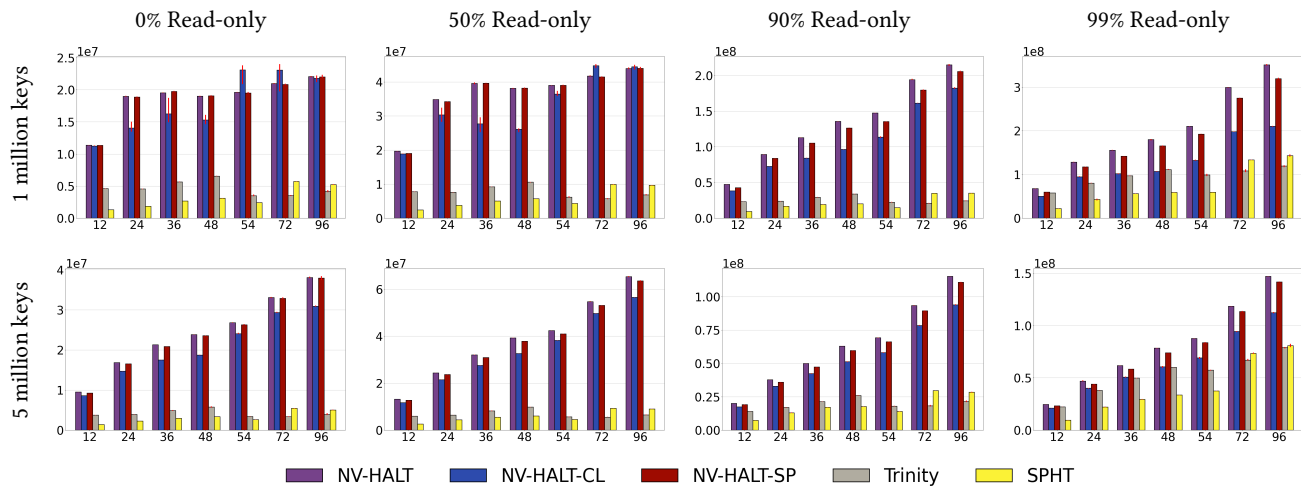 0% Read-only 50% Read-only 90% Read-only 99% Read-only
1 million keys
1e7
2.5
2.0
1.5
1.0
0.5
0.0
12 24 36 48 54 72 96
1e7
4
2
0
12 24 36 48 54 72 96
1e8
2.0
1.5
1.0
0.5
0.0
12 24 36 48 54 72 96
1e8
3
2
1
0
12 24 36 48 54 72 96
5 million keys
1e7
4
3
2
1
0
12 24 36 48 54 72 96
1e7
6
4
2
0
12 24 36 48 54 72 96
1e8
1.00
0.75
0.50
0.25
0.00
12 24 36 48 54 72 96
1e8
1.5
1.0
0.5
0.0
12 24 36 48 54 72 96
NV-HALT NV-HALT-CL NV-HALT-SP Trinity SPHT